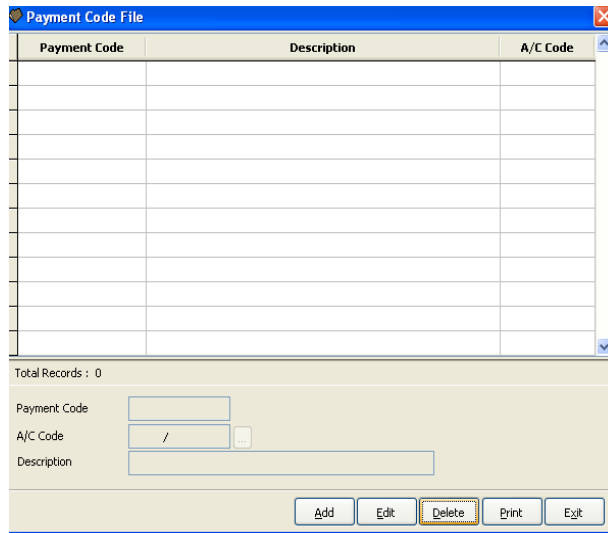 Payment Code File
Payment Code Description A/C Code
Total Records : 0
Payment Code
A/C Code /
...
Description
Add Edit Delete Print Exit